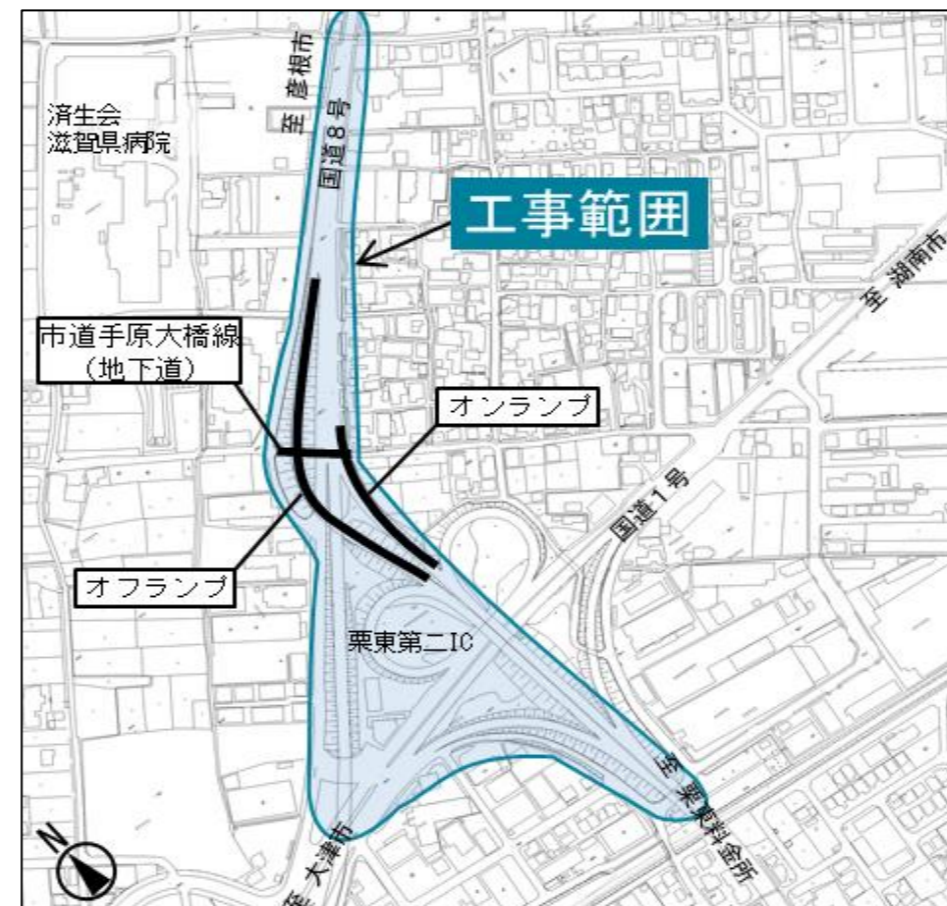 至 彦根市
国道8号
済生会
滋賀県病院
工事範囲
至 湖南市
市道手原大橋線
（地下道）
オンランプ
国道1号
オフランプ
栗東第二IC
至 栗東料金所
至 大津市
N